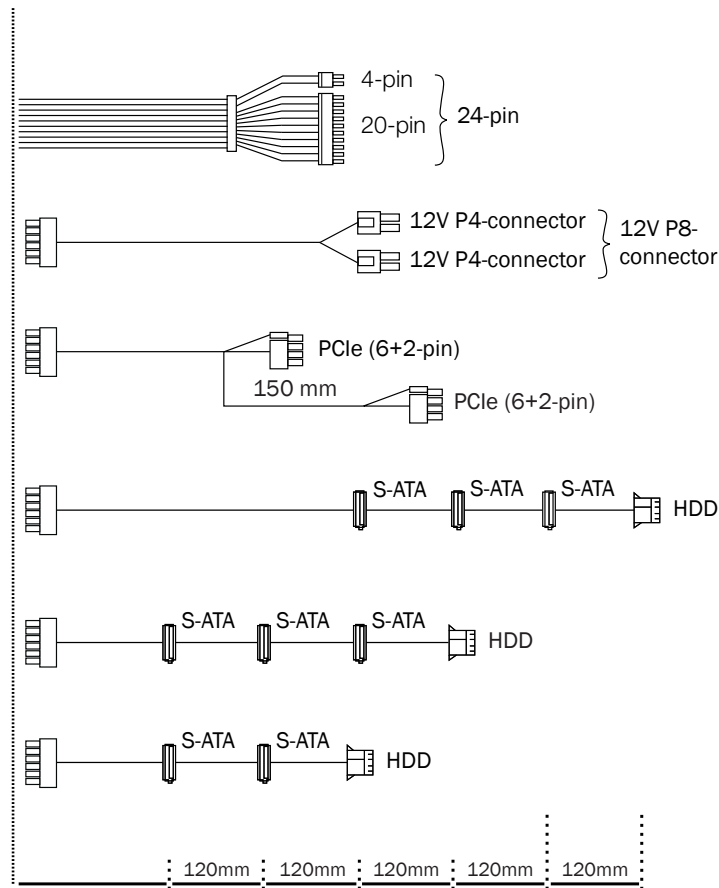 4-pin
20-pin
24-pin
12V P4-connector
12V P4-connector
12V P8-
connector
PCIe (6+2-pin)
150 mm
PCIe (6+2-pin)
S-ATA S-ATA S-ATA
HDD
S-ATA S-ATA S-ATA
HDD
S-ATA S-ATA
HDD
120mm 120mm 120mm 120mm 120mm